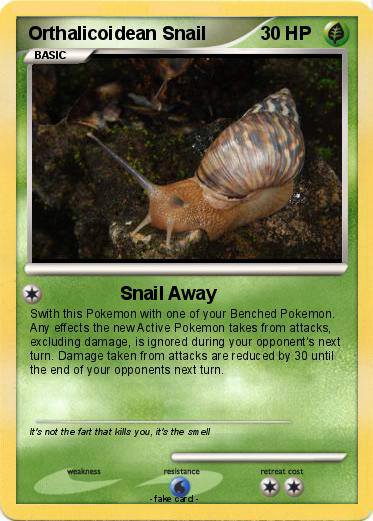 Orthalicoidean Snail 30 HP
BASIC
Snail Away
Swith this Pokemon with one of your Benched Pokemon.
Any effects the new Active Pokemon takes from attacks,
excluding damage, is ignored during your opponent's next
turn. Damage taken from attacks are reduced by 30 until
the end of your opponents next turn.
It's not the fart that kills you, it's the smell
weakness resistance retreat cost
- fake card -